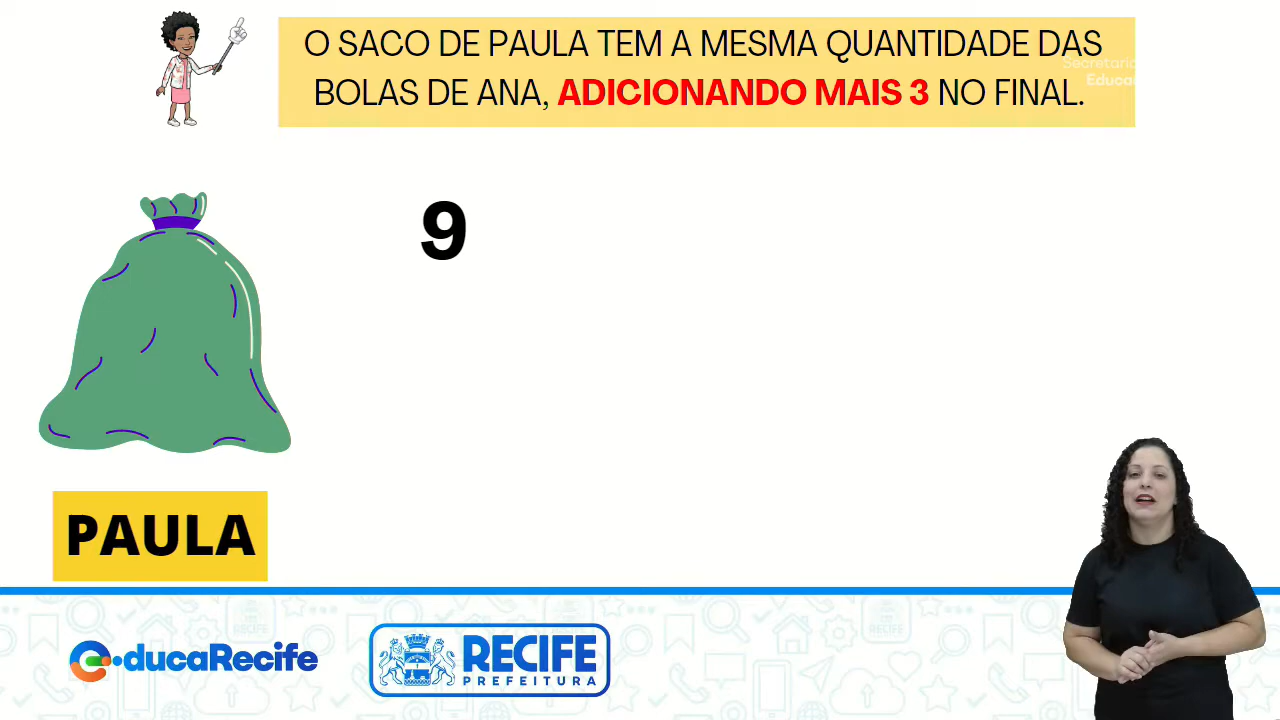 O SACO DE PAULA TEM A MESMA QUANTIDADE DAS
BOLAS DE ANA, ADICIONANDO MAIS 3 NO FINAL.
9
PAULA
ducaRecife
RECIFE
PREFEITURA